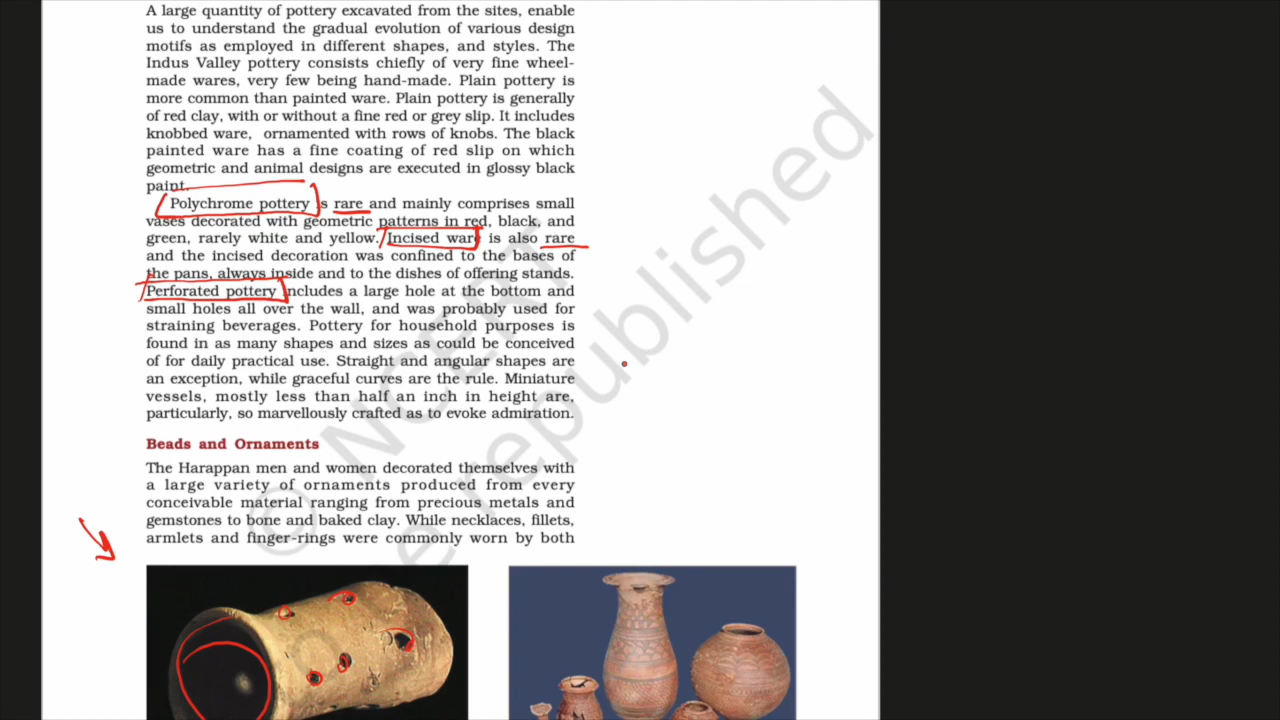 A large quantity of pottery excavated from the sites, enable
us to understand the gradual evolution of various design
motifs as employed in different shapes, and styles. The
Indus Valley pottery consists chiefly of very fine wheel-
made wares, very few being hand-made. Plain pottery is
more common than painted ware. Plain pottery is generally
of red clay, with or without a fine red or grey slip. It includes
knobbed ware, ornamented with rows of knobs. The black
painted ware has a fine coating of red slip on which
geometric and animal designs are executed in glossy black
paint.
Polychrome pottery is rare and mainly comprises small
vases decorated with geometric patterns in red, black, and
green, rarely white and yellow. Incised ware is also rare
and the incised decoration was confined to the bases of
the pans, always inside and to the dishes of offering stands.
Perforated pottery includes a large hole at the bottom and
small holes all over the wall, and was probably used for
straining beverages. Pottery for household purposes is
found in as many shapes and sizes as could be conceived
of for daily practical use. Straight and angular shapes are
an exception, while graceful curves are the rule. Miniature
vessels, mostly less than half an inch in height are,
particularly, so marvellously crafted as to evoke admiration.
Beads and Ornaments
The Harappan men and women decorated themselves with
a large variety of ornaments produced from every
conceivable material ranging from precious metals and
gemstones to bone and baked clay. While necklaces, fillets,
armlets and finger-rings were commonly worn by both
© NCERT
e republished